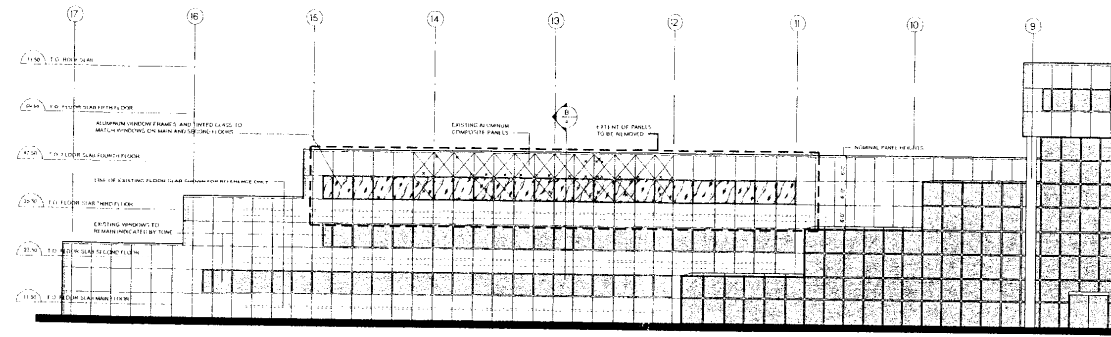 17 16 15 14 13 12 11 10 9
T.O. ROOF SLAB
T.O. FLOOR SLAB FIFTH FLOOR
ALUMINUM WINDOW FRAMES AND TINTED GLASS TO
MATCH WINDOWS ON MAIN AND SECOND FLOORS
EXISTING ALUMINUM
COMPOSITE PANELS
B
EXTENT OF PANELS
TO BE REMOVED
NOMINAL PANEL HEIGHTS
T.O. FLOOR SLAB FOURTH FLOOR
LINE OF EXISTING FLOOR SLAB SHOWN FOR REFERENCE ONLY
T.O. FLOOR SLAB THIRD FLOOR
EXISTING WINDOWS TO
REMAIN INDICATED BY TONE
T.O. FLOOR SLAB SECOND FLOOR
T.O. FLOOR SLAB MAIN FLOOR